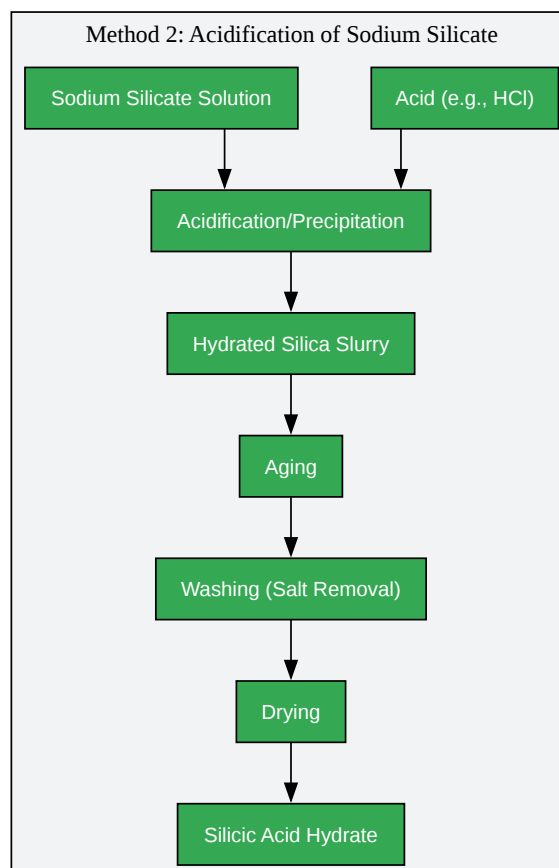 Method 2: Acidification of Sodium Silicate
Sodium Silicate Solution
Acid (e.g., HCl)
Acidification/Precipitation
Hydrated Silica Slurry
Aging
Washing (Salt Removal)
Drying
Silicic Acid Hydrate